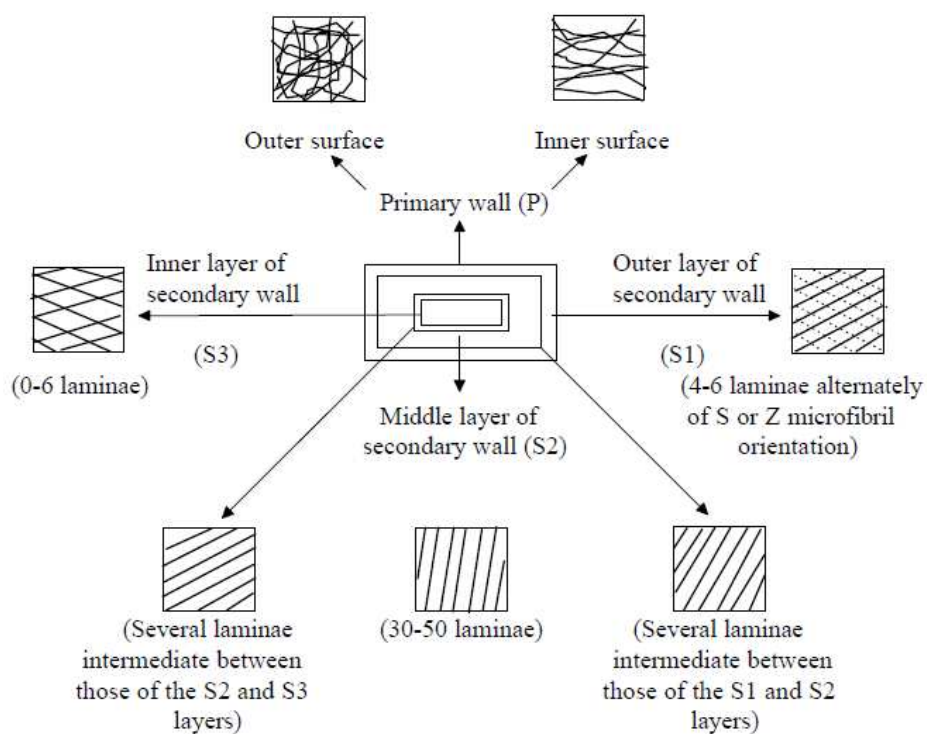 Outer surface
Inner surface
Primary wall (P)
Inner layer of
secondary wall
Outer layer of
secondary wall
(S3)
(S1)
(0-6 laminae)
(4-6 laminae alternately
of S or Z microfibril
orientation)
Middle layer of
secondary wall (S2)
(Several laminae
intermediate between
those of the S2 and S3
layers)
(30-50 laminae)
(Several laminae
intermediate between
those of the S1 and S2
layers)